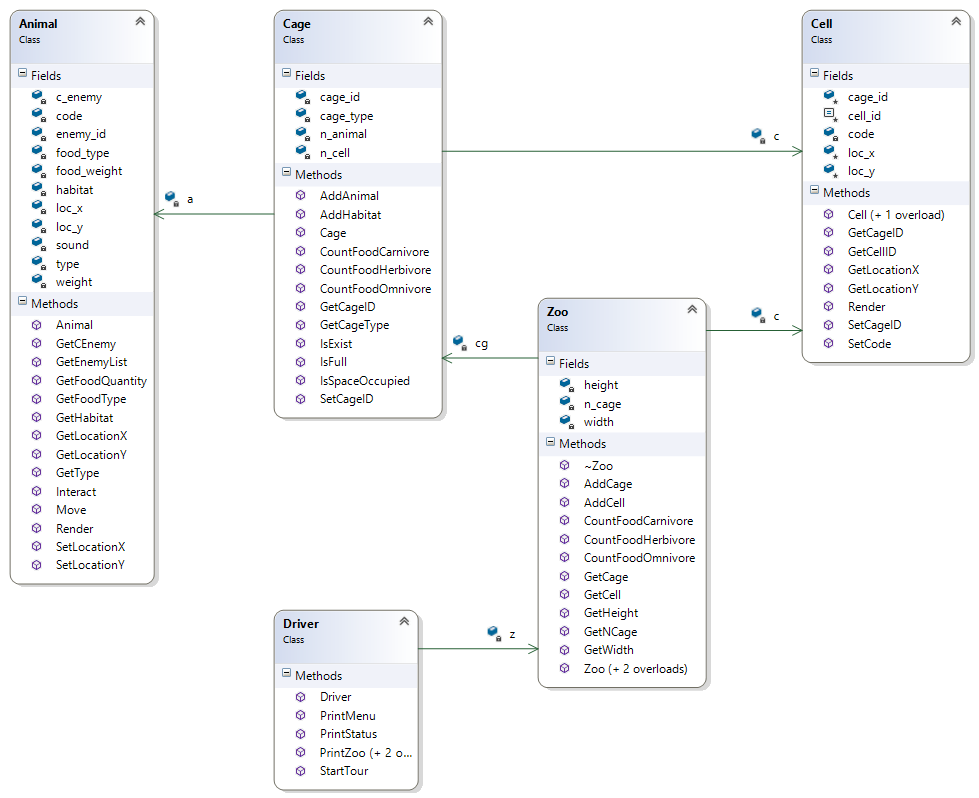 Animal
Class
Fields
c_enemy
code
enemy_id
food_type
food_weight
habitat
loc_x
loc_y
sound
type
weight
Methods
Animal
GetCEnemy
GetEnemyList
GetFoodQuantity
GetFoodType
GetHabitat
GetLocationX
GetLocationY
GetType
Interact
Move
Render
SetLocationX
SetLocationY
a
Cage
Class
Fields
cage_id
cage_type
n_animal
n_cell
Methods
AddAnimal
AddHabitat
Cage
CountFoodCarnivore
CountFoodHerbivore
CountFoodOmnivore
GetCageID
GetCageType
IsExist
IsFull
IsSpaceOccupied
SetCageID
c
Cell
Class
Fields
cage_id
cell_id
code
loc_x
loc_y
Methods
Cell (+ 1 overload)
GetCageID
GetCellID
GetLocationX
GetLocationY
Render
SetCageID
SetCode
cg
Zoo
Class
Fields
height
n_cage
width
Methods
~Zoo
AddCage
AddCell
CountFoodCarnivore
CountFoodHerbivore
CountFoodOmnivore
GetCage
GetCell
GetHeight
GetNCage
GetWidth
Zoo (+ 2 overloads)
c
Driver
Class
Methods
Driver
PrintMenu
PrintStatus
PrintZoo (+ 2 o...
StartTour
z